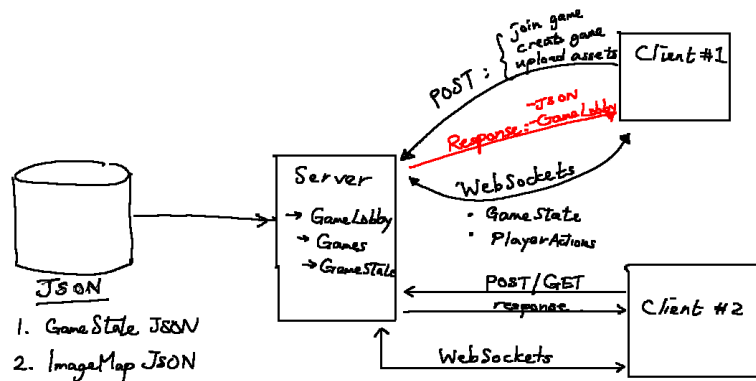 join game
create game
upload assets
POST :
Client #1
-JSON
Response:-GameLobby
Server
→ GameLobby
→ Games
→ GameState
WebSockets
• GameState
• PlayerActions
JSON
1. GameState JSON
2. ImageMap JSON
POST/GET
response
Client #2
WebSockets